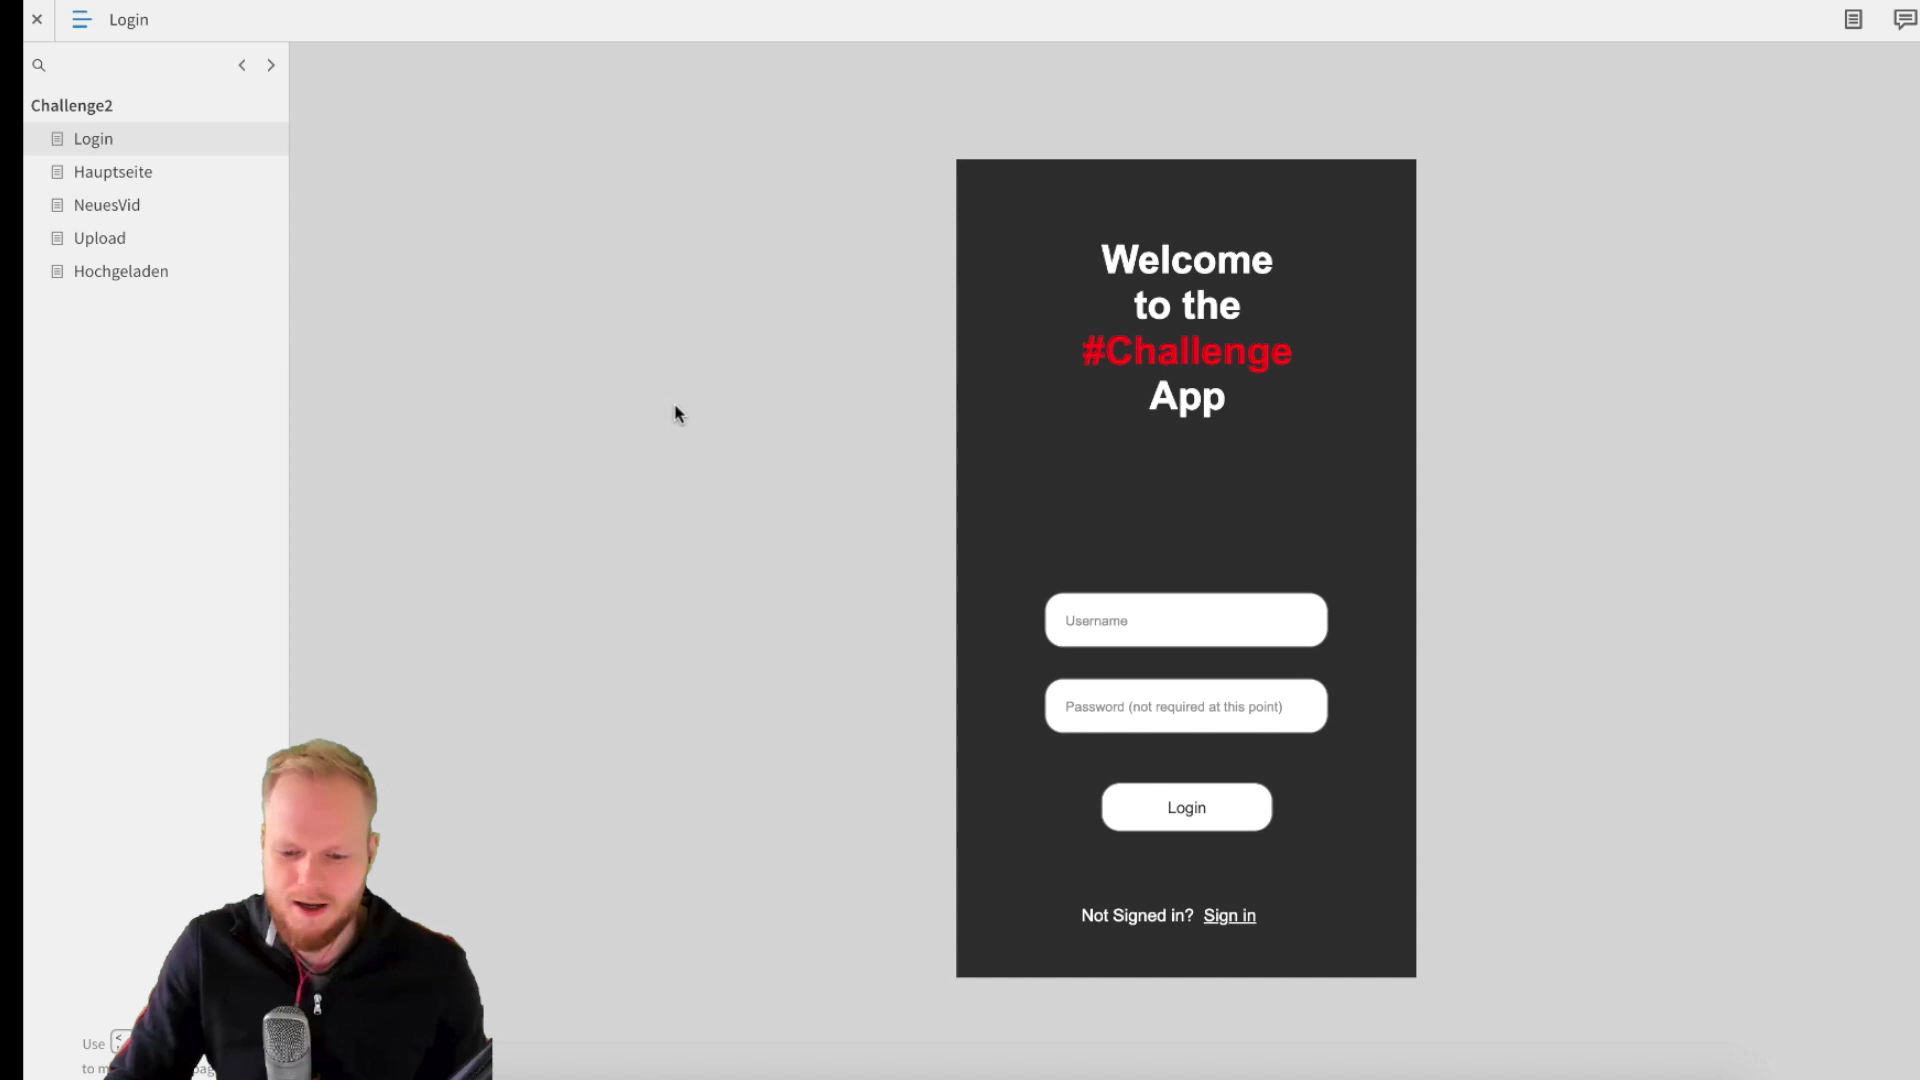 Login
Challenge2
Login
Hauptseite
NeuesVid
Upload
Hochgeladen
Welcome
to the
#Challenge
App
Username
Password (not required at this point)
Login
Not Signed in? Sign in
Use <
to